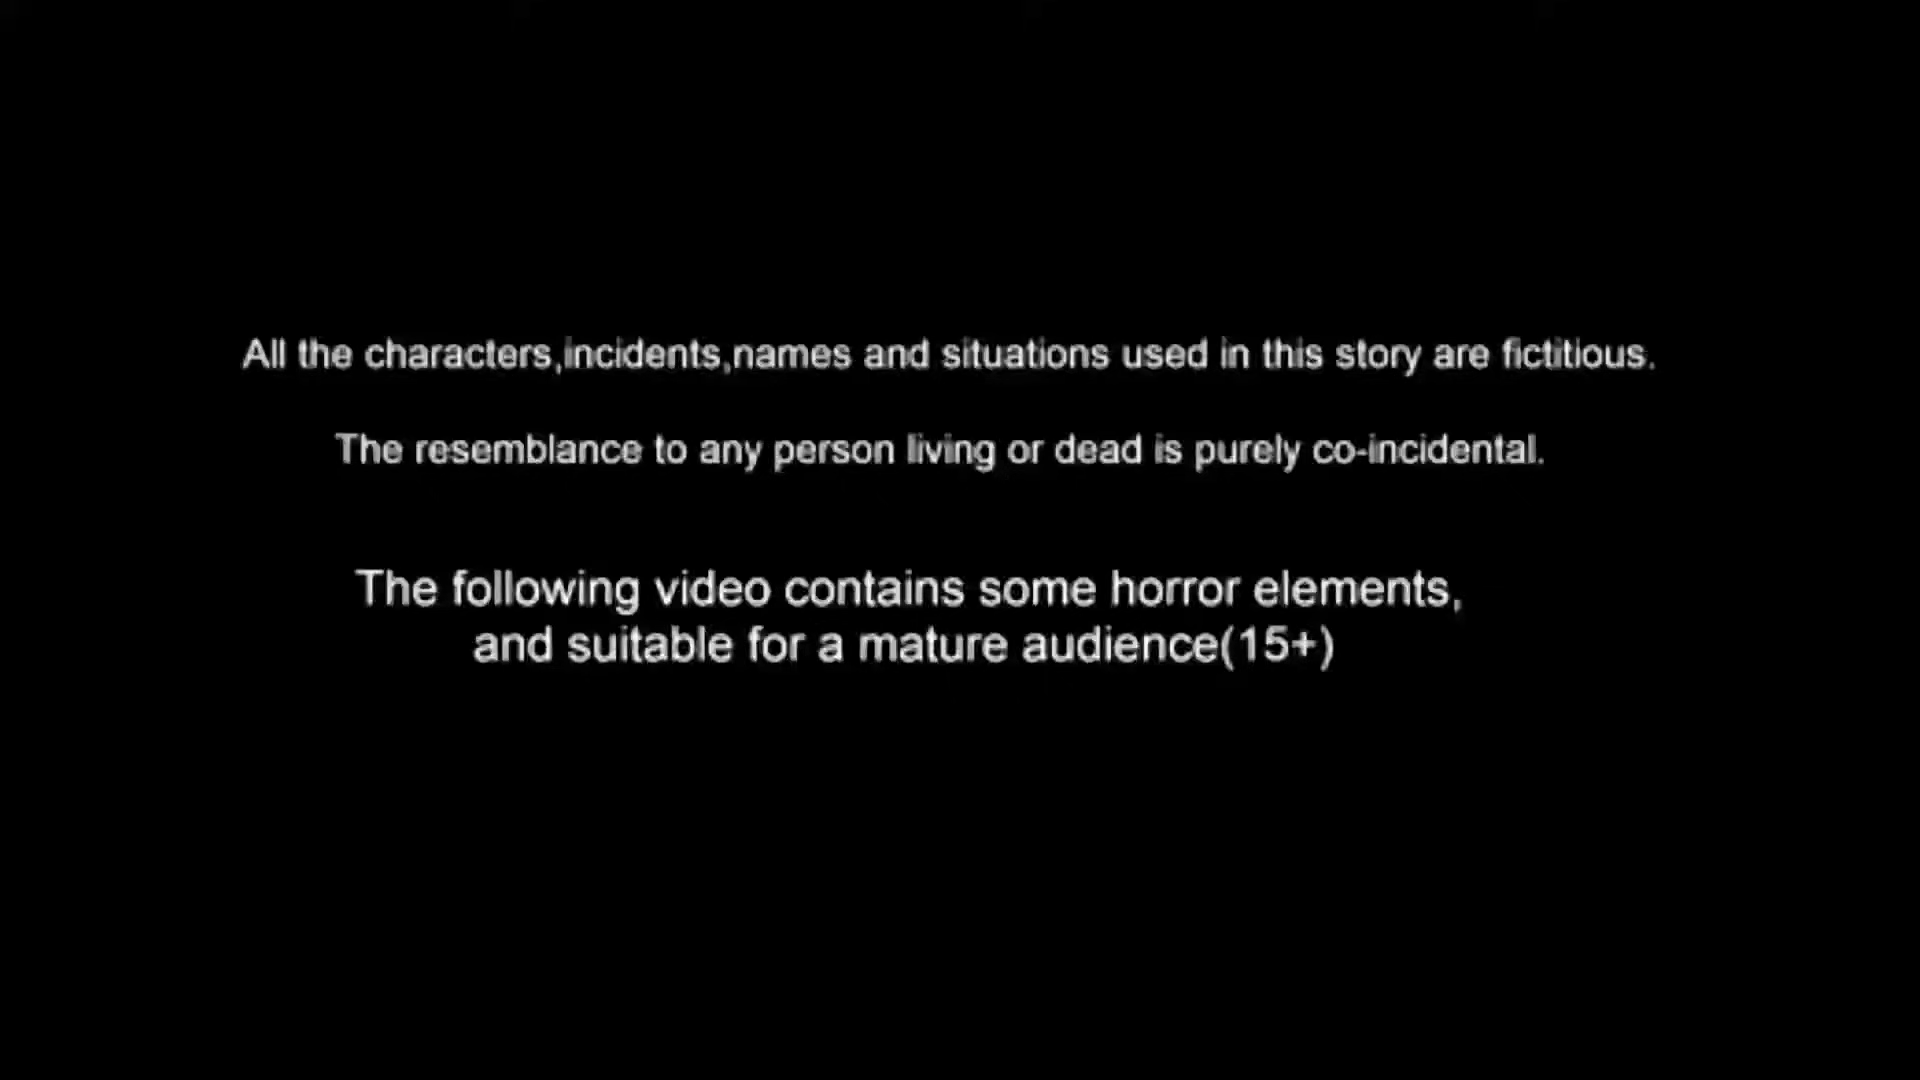 All the characters,incidents,names and situations used in this story are fictitious.
The resemblance to any person living or dead is purely co-incidental.
The following video contains some horror elements,
and suitable for a mature audience(15+)